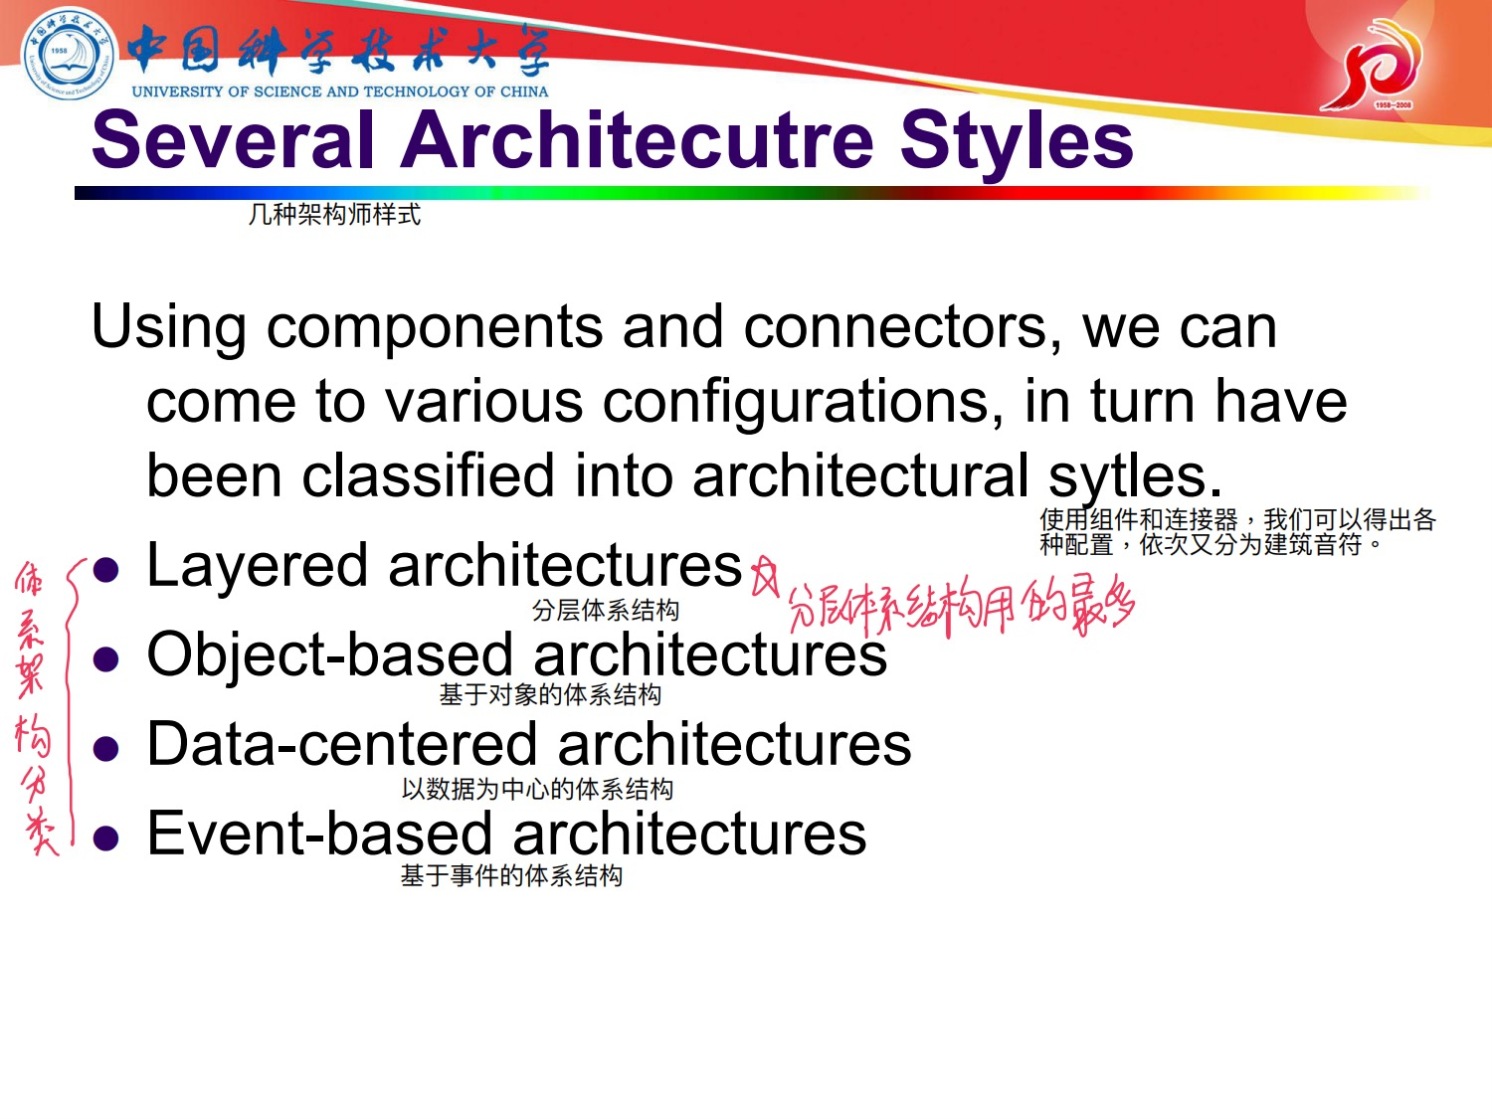 中国科学技术大学
1958
UNIVERSITY OF SCIENCE AND TECHNOLOGY OF CHINA
1958-2008
Several Architecutre Styles
几种架构师样式
Using components and connectors, we can
come to various configurations, in turn have
been classified into architectural sytles.
使用组件和连接器，我们可以得出各
种配置，依次又分为建筑音符。
体系架构分类
Layered architectures
分层体系结构用的最多
分层体系结构
Object-based architectures
基于对象的体系结构
Data-centered architectures
以数据为中心的体系结构
Event-based architectures
基于事件的体系结构